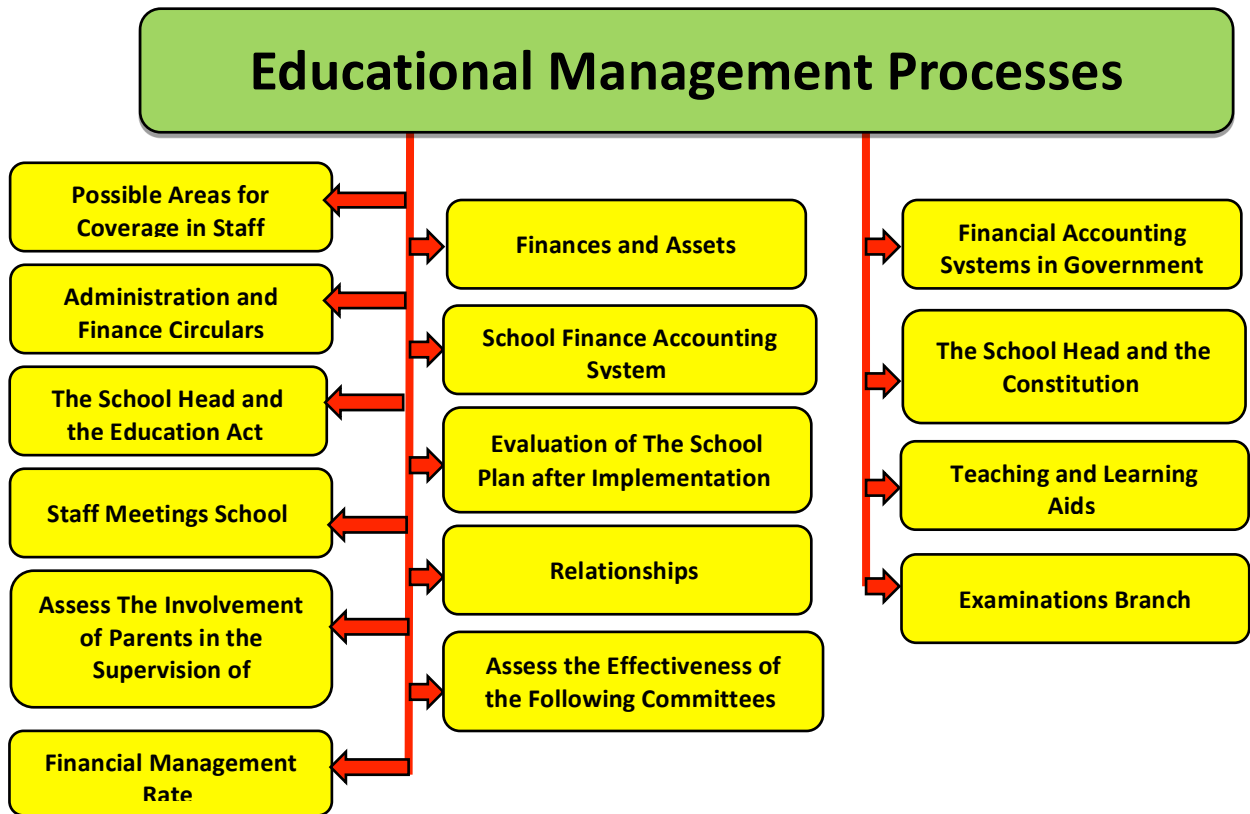 Educational Management Processes
Possible Areas for
Coverage in Staff
Administration and
Finance Circulars
The School Head and
the Education Act
Staff Meetings School
Assess The Involvement
of Parents in the
Supervision of
Financial Management
Rate
Finances and Assets
School Finance Accounting
System
Evaluation of The School
Plan after Implementation
Relationships
Assess the Effectiveness of
the Following Committees
Financial Accounting
Systems in Government
The School Head and the
Constitution
Teaching and Learning
Aids
Examinations Branch